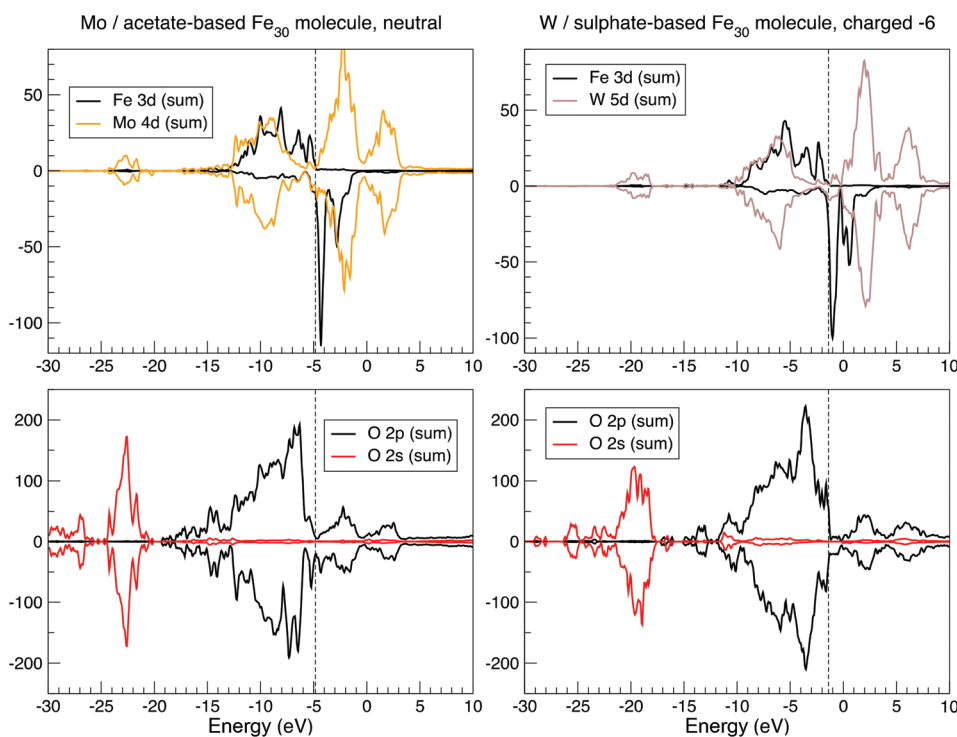 Mo / acetate-based Fe30 molecule, neutral
W / sulphate-based Fe30 molecule, charged -6
Fe 3d (sum)
Mo 4d (sum)
50
0
-50
-100
-30 -25 -20 -15 -10 -5 0 5 10
Fe 3d (sum)
W 5d (sum)
50
0
-50
-100
-30 -25 -20 -15 -10 -5 0 5 10
O 2p (sum)
O 2s (sum)
200
100
0
-100
-200
-30 -25 -20 -15 -10 -5 0 5 10
Energy (eV)
O 2p (sum)
O 2s (sum)
200
100
0
-100
-200
-30 -25 -20 -15 -10 -5 0 5 10
Energy (eV)